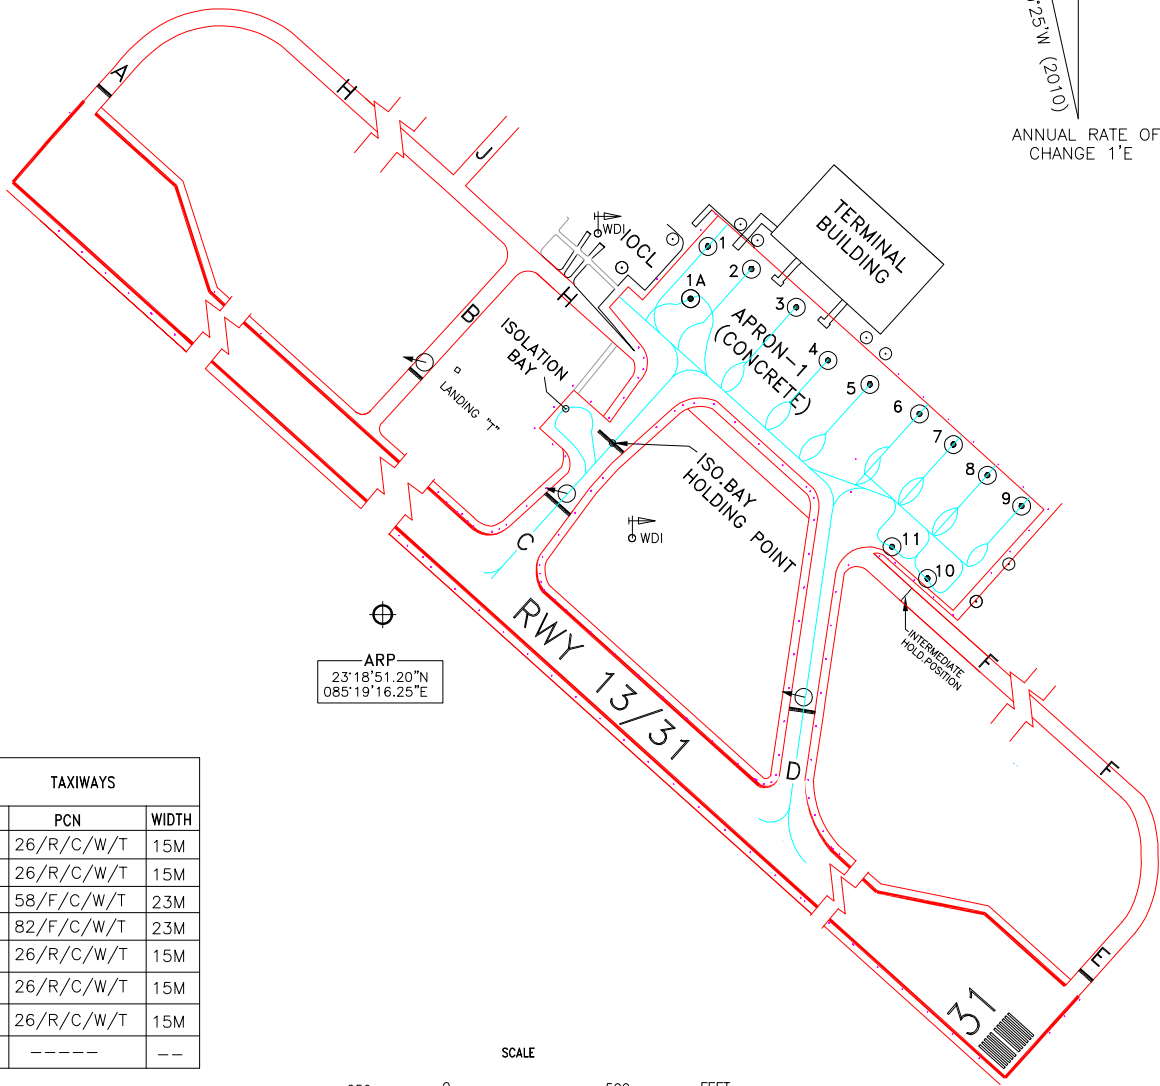 25'W (2010)
ANNUAL RATE OF
CHANGE 1'E
A
H
J
WDI
IOCL
TERMINAL
BUILDING
1
2
1A
3
APRON-1
(CONCRETE)
4
5
6
7
8
9
11
10
H
B
ISOLATION
BAY
LANDING "T"
ISO.BAY
HOLDING POINT
C
WDI
RWY 13/31
ARP
23°18'51.20"N
085°19'16.25"E
INTERMEDIATE
HOLD.POSITION
F
F
D
E
31
TAXIWAYS
PCN WIDTH
26/R/C/W/T 15M
26/R/C/W/T 15M
58/F/C/W/T 23M
82/F/C/W/T 23M
26/R/C/W/T 15M
26/R/C/W/T 15M
26/R/C/W/T 15M
----- --
SCALE
0 500 FEET